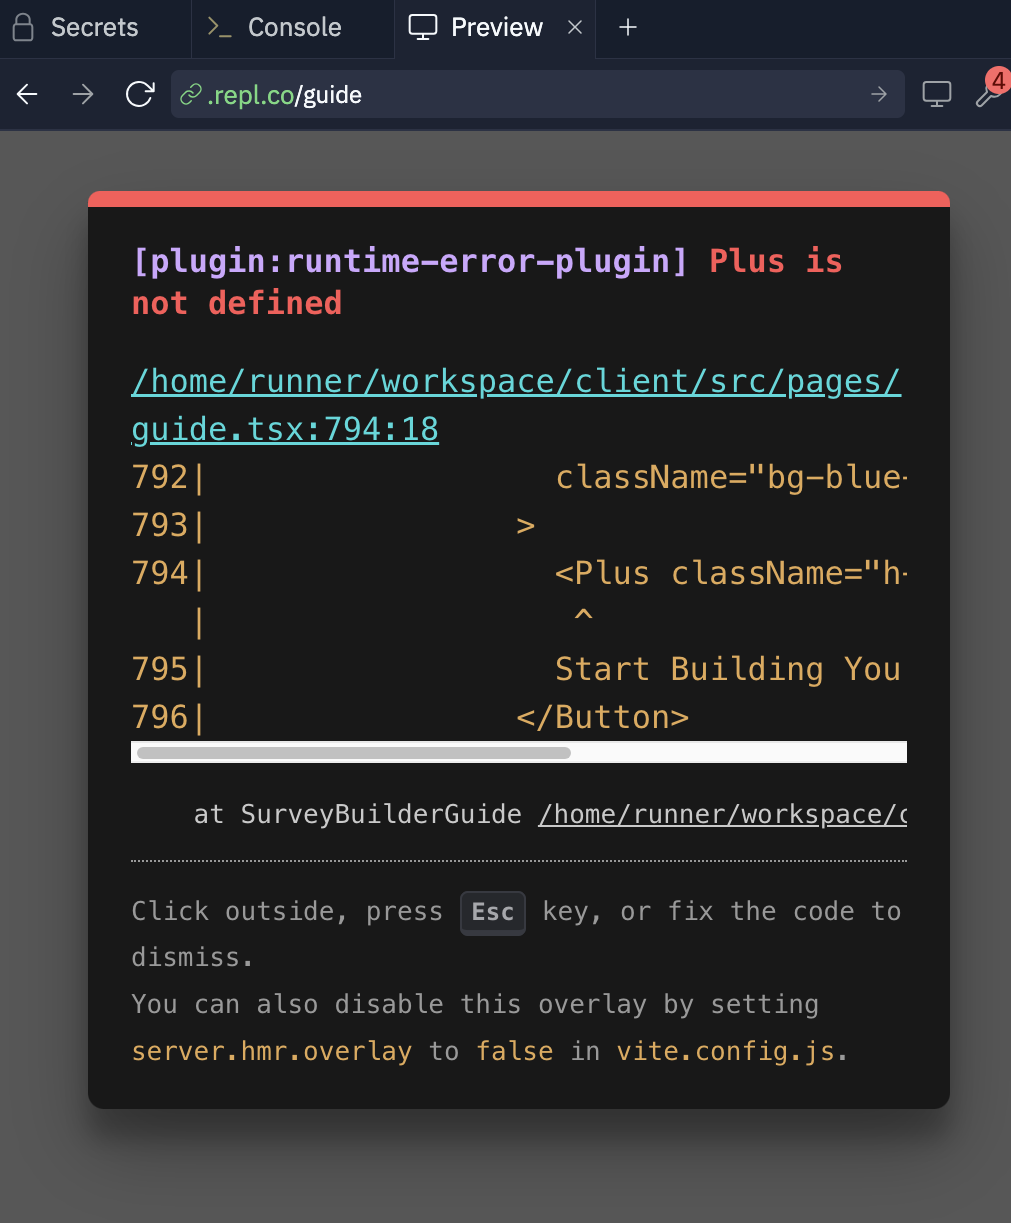 Secrets
Console
Preview
.repl.co/guide
4
[plugin:runtime-error-plugin] Plus is
not defined
/home/runner/workspace/client/src/pages/
guide.tsx:794:18
792|                  className="bg-blue-
793|                >
794|                  <Plus className="h-
   |                   ^
795|                  Start Building You
796|                </Button>
at SurveyBuilderGuide /home/runner/workspace/c
Click outside, press Esc key, or fix the code to
dismiss.
You can also disable this overlay by setting
server.hmr.overlay to false in vite.config.js.